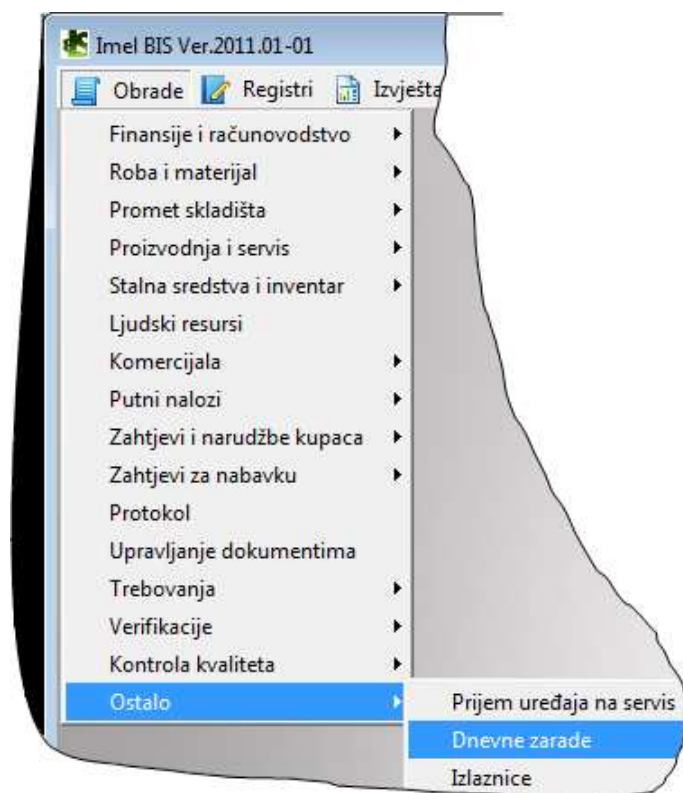 Imel BIS Ver.2011.01-01
Obrade Registri
Finansije i računovodstvo
Roba i materijal
Promet skladišta
Proizvodnja i servis
Stalna sredstva i inventar
Ljudski resursi
Komercijala
Putni nalozi
Zahtjevi i narudžbe kupaca
Zahtjevi za nabavku
Protokol
Upravljanje dokumentima
Trebovanja
Verifikacije
Kontrola kvaliteta
Ostalo
Prijem uređaja na servis
Dnevne zarade
Izlaznice